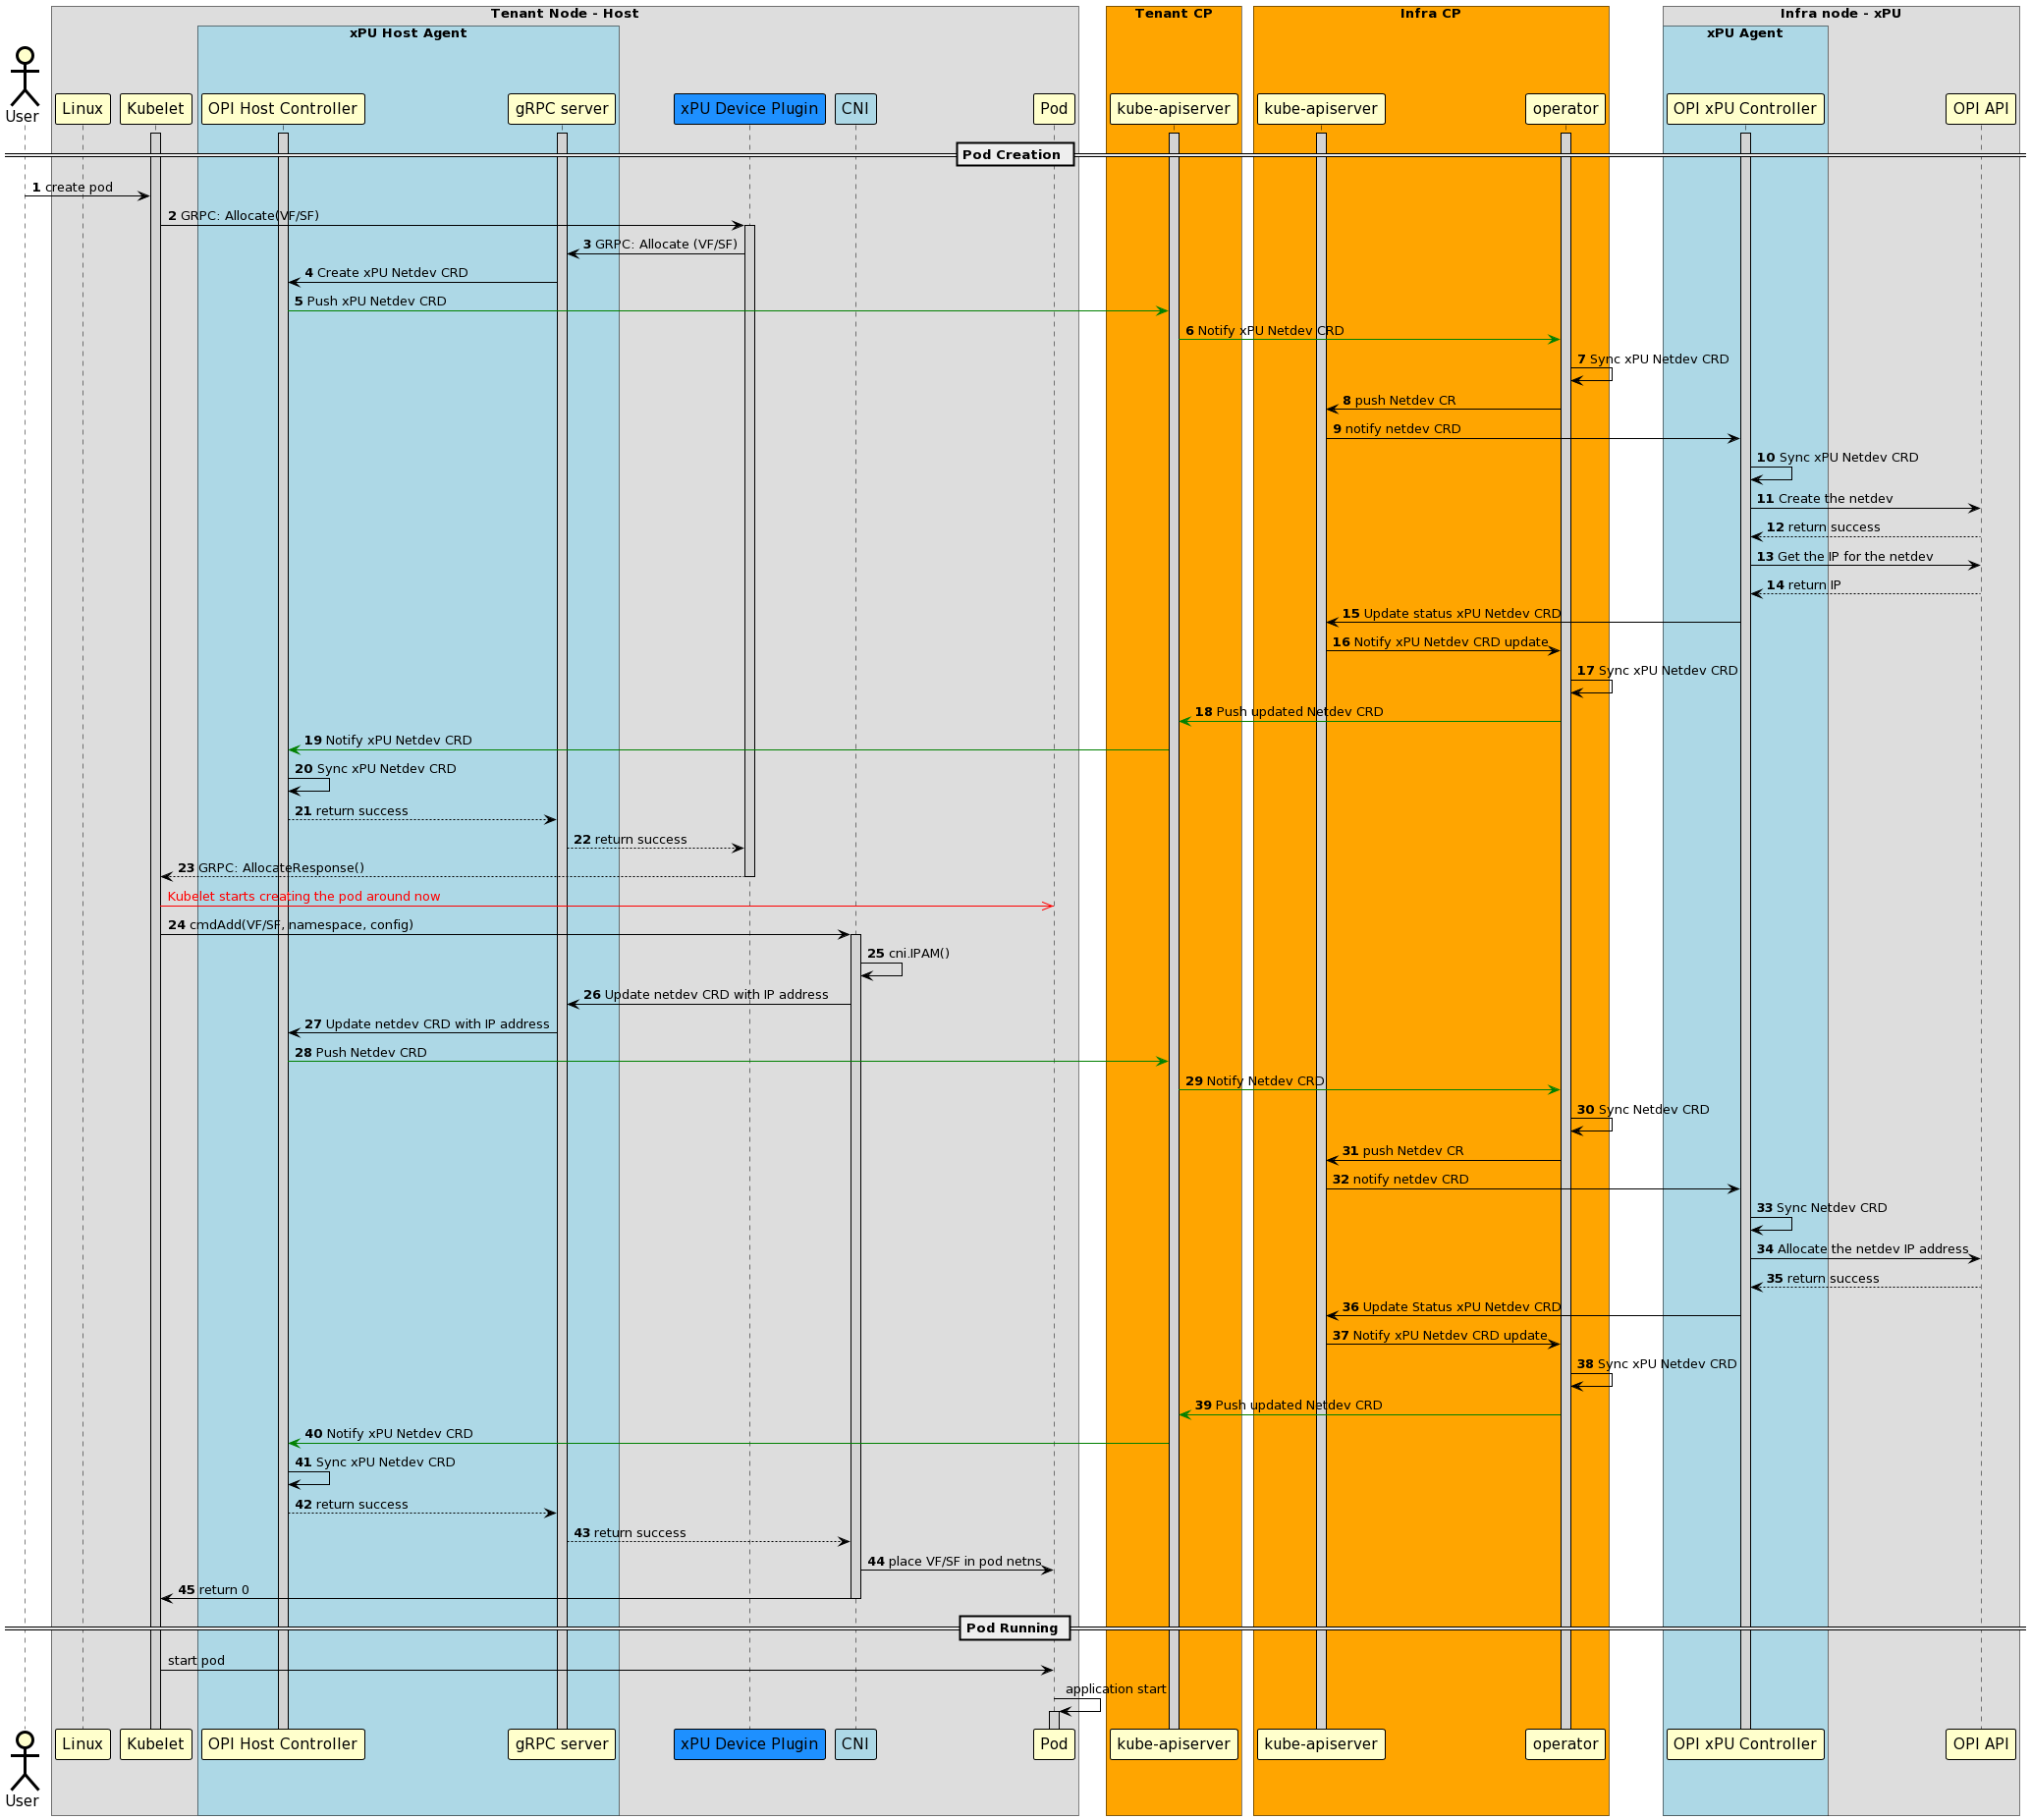 Tenant Node - Host
Tenant CP
Infra CP
Infra node - xPU
xPU Host Agent
xPU Agent
User
Linux
Kubelet
OPI Host Controller
gRPC server
xPU Device Plugin
CNI
Pod
kube-apiserver
kube-apiserver
operator
OPI xPU Controller
OPI API
Pod Creation
1 create pod
2 GRPC: Allocate(VF/SF)
3 GRPC: Allocate (VF/SF)
4 Create xPU Netdev CRD
5 Push xPU Netdev CRD
6 Notify xPU Netdev CRD
7 Sync xPU Netdev CRD
8 push Netdev CR
9 notify netdev CRD
10 Sync xPU Netdev CRD
11 Create the netdev
12 return success
13 Get the IP for the netdev
14 return IP
15 Update status xPU Netdev CRD
16 Notify xPU Netdev CRD update
17 Sync xPU Netdev CRD
18 Push updated Netdev CRD
19 Notify xPU Netdev CRD
20 Sync xPU Netdev CRD
21 return success
22 return success
23 GRPC: AllocateResponse()
Kubelet starts creating the pod around now
24 cmdAdd(VF/SF, namespace, config)
25 cni.IPAM()
26 Update netdev CRD with IP address
27 Update netdev CRD with IP address
28 Push Netdev CRD
29 Notify Netdev CRD
30 Sync Netdev CRD
31 push Netdev CR
32 notify netdev CRD
33 Sync Netdev CRD
34 Allocate the netdev IP address
35 return success
36 Update Status xPU Netdev CRD
37 Notify xPU Netdev CRD update
38 Sync xPU Netdev CRD
39 Push updated Netdev CRD
40 Notify xPU Netdev CRD
41 Sync xPU Netdev CRD
42 return success
43 return success
44 place VF/SF in pod netns
45 return 0
Pod Running
start pod
application start
User
Linux
Kubelet
OPI Host Controller
gRPC server
xPU Device Plugin
CNI
Pod
kube-apiserver
kube-apiserver
operator
OPI xPU Controller
OPI API